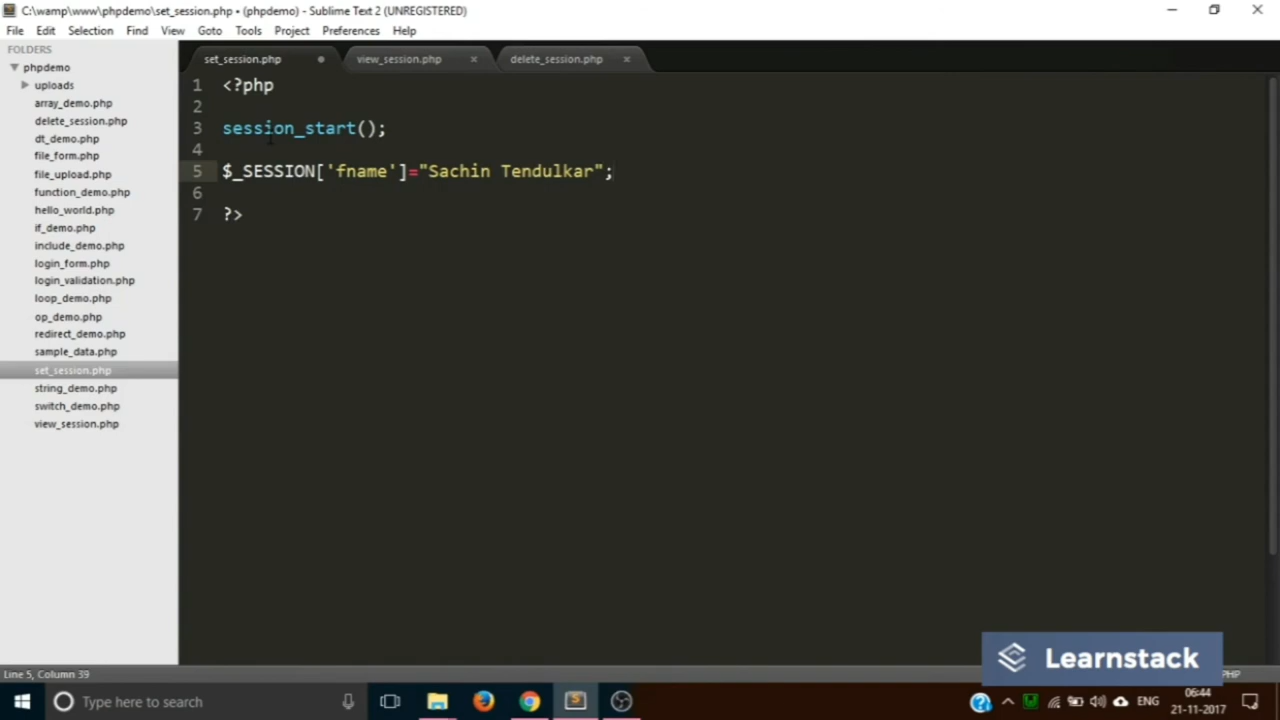 C:\wamp\www\phpdemo\set_session.php • (phpdemo) - Sublime Text 2 (UNREGISTERED)
File Edit Selection Find View Goto Tools Project Preferences Help
FOLDERS
phpdemo
uploads
array_demo.php
delete_session.php
dt_demo.php
file_form.php
file_upload.php
function_demo.php
hello_world.php
if_demo.php
include_demo.php
login_form.php
login_validation.php
loop_demo.php
op_demo.php
redirect_demo.php
sample_data.php
set_session.php
string_demo.php
switch_demo.php
view_session.php
set_session.php view_session.php delete_session.php
1 <?php
2
3 session_start();
4
5 $_SESSION['fname']="Sachin Tendulkar";
6
7 ?>
Learnstack
Line 5, Column 39 PHP
Type here to search
ENG
06:44
21-11-2017